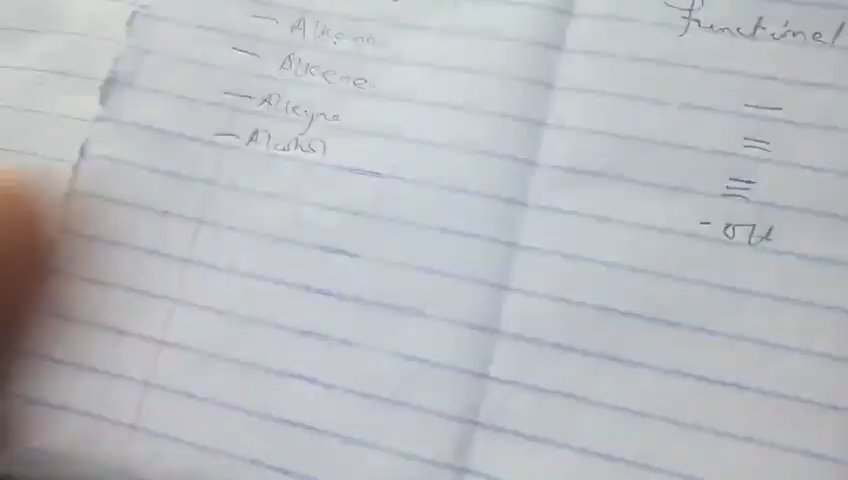 - Alkane
- Alkene
- Alkyne
- Alcohol
functional
—
=
≡
- OH